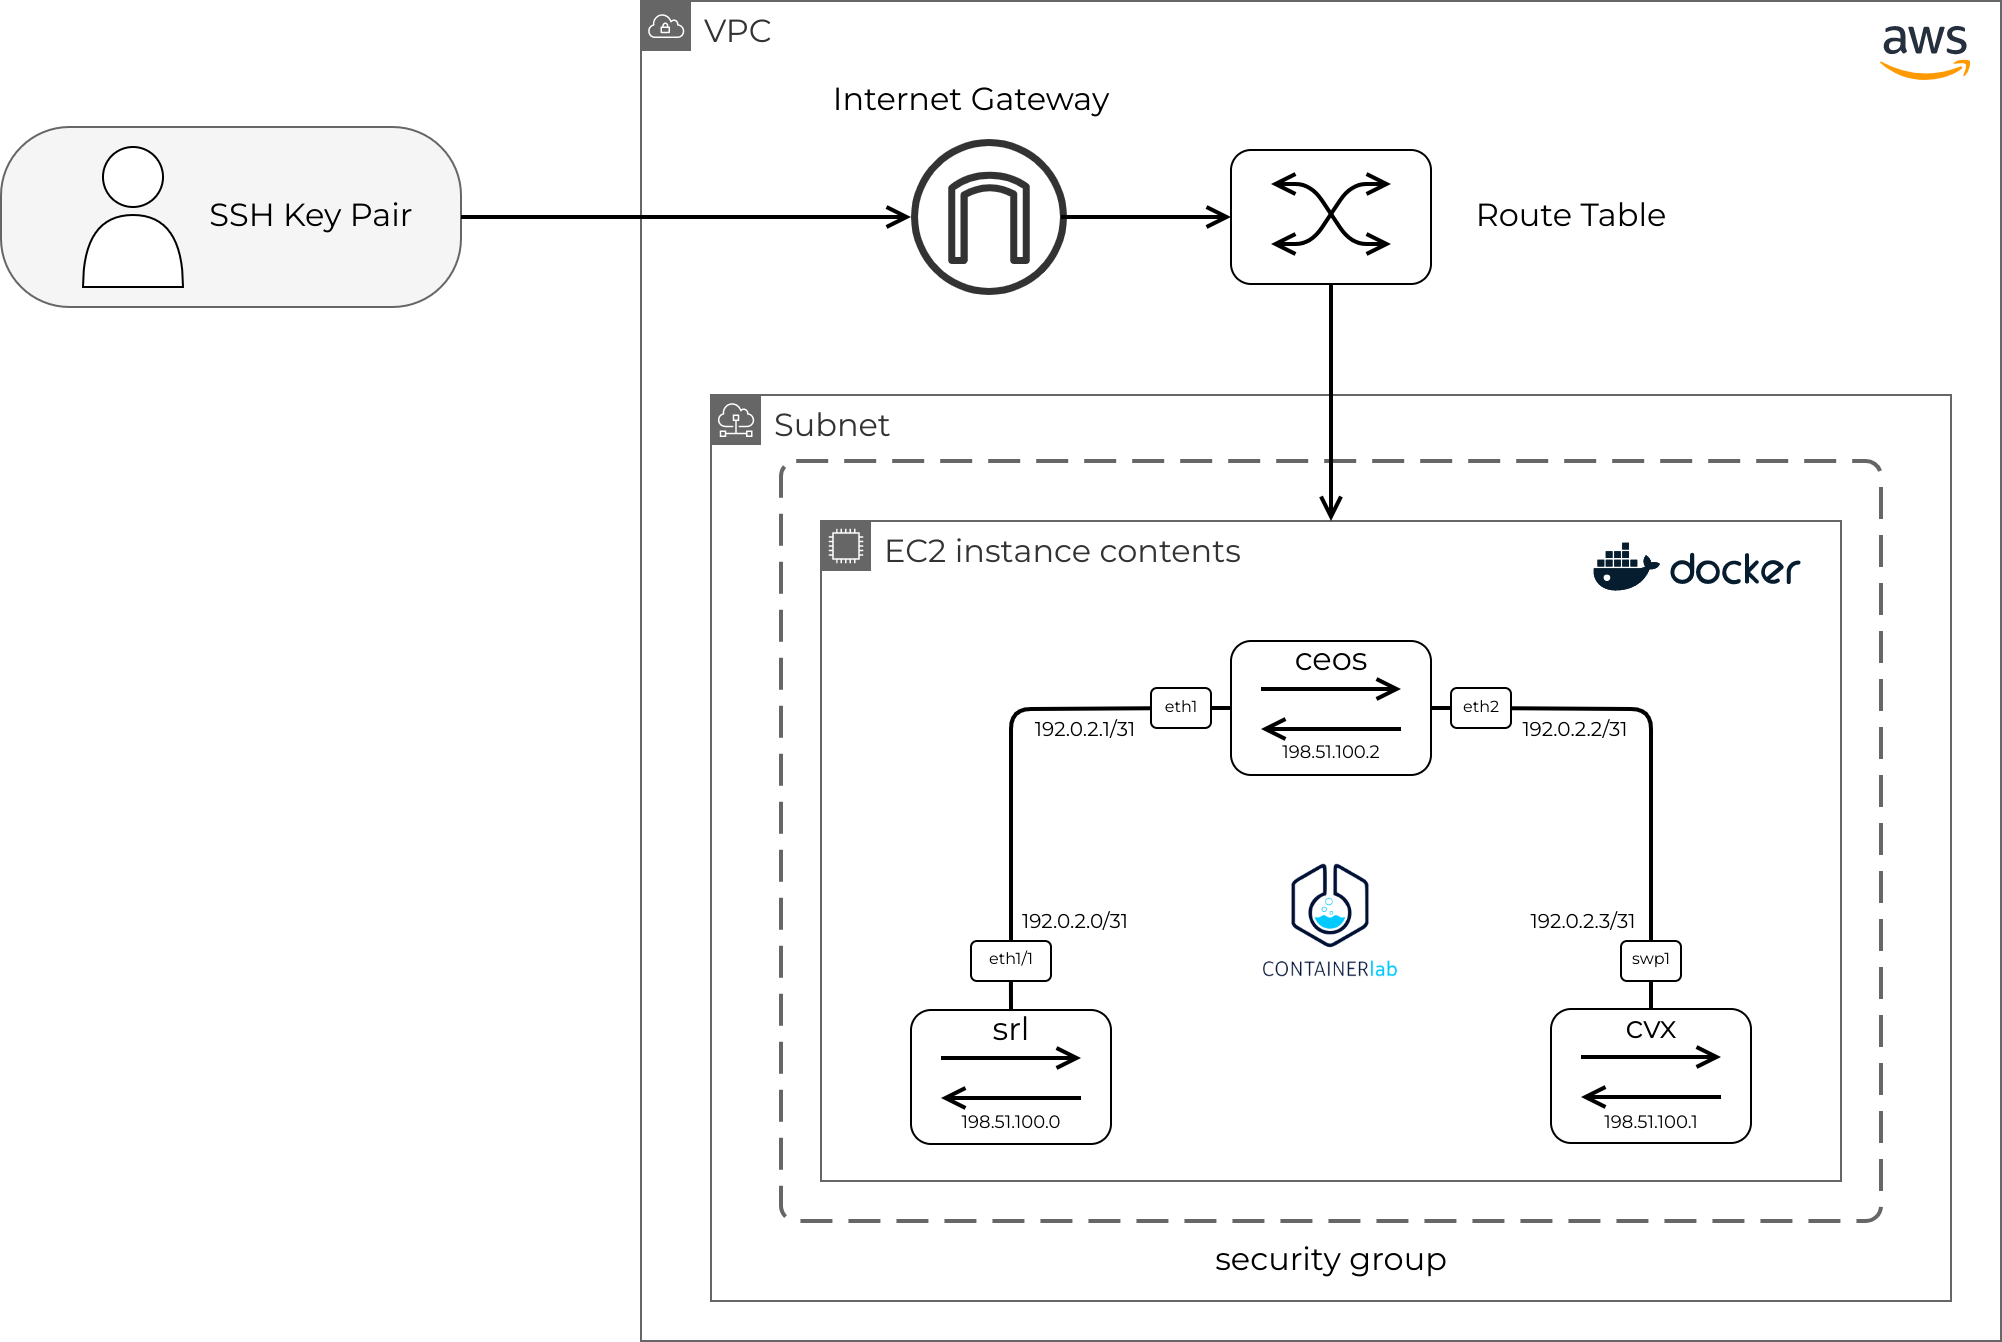 VPC
aws
Internet Gateway
SSH Key Pair
Route Table
Subnet
EC2 instance contents
docker
ceos
eth1
eth2
192.0.2.1/31
192.0.2.2/31
198.51.100.2
192.0.2.0/31
192.0.2.3/31
eth1/1
swp1
CONTAINERlab
srl
cvx
198.51.100.0
198.51.100.1
security group